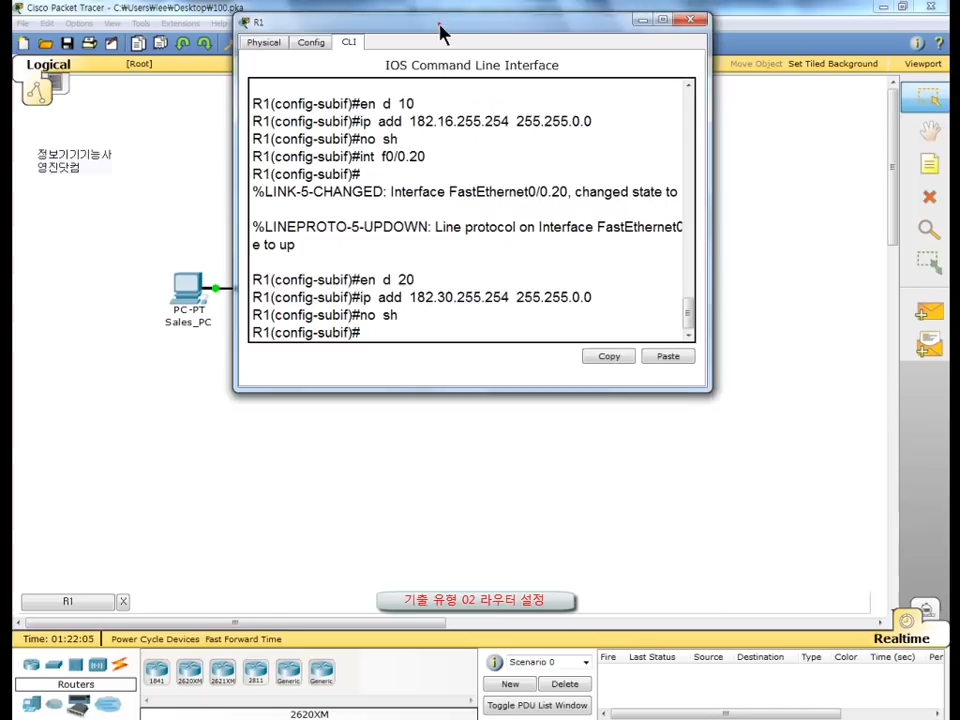 Cisco Packet Tracer - C:₩Users₩lee₩Desktop₩100.pka
File Edit View Tools Extensions Help
R1
Physical Config CLI
Logical
[Root]
Move Object Set Tiled Background Viewport
IOS Command Line Interface
R1(config-subif)#en d 10
R1(config-subif)#ip add 182.16.255.254 255.255.0.0
R1(config-subif)#no sh
R1(config-subif)#int f0/0.20
R1(config-subif)#
%LINK-5-CHANGED: Interface FastEthernet0/0.20, changed state to
%LINEPROTO-5-UPDOWN: Line protocol on Interface FastEthernet0
e to up
R1(config-subif)#en d 20
R1(config-subif)#ip add 182.30.255.254 255.255.0.0
R1(config-subif)#no sh
R1(config-subif)#
Copy Paste
정보기기기능사
영진닷컴
PC-PT
Sales_PC
R1 X
기출 유형 02 라우터 설정
Time: 01:22:05 Power Cycle Devices Fast Forward Time
Realtime
Routers
1841 2620XM 2621XM 2811 Generic Generic
2620XM
Scenario 0
New Delete
Toggle PDU List Window
Fire Last Status Source Destination Type Color Time (sec) Per